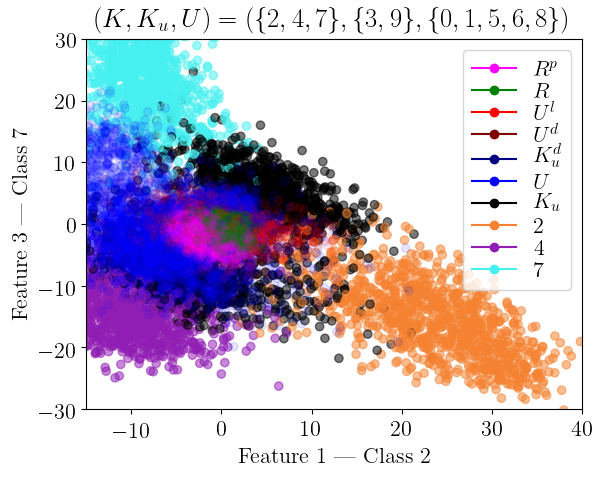 (K, K_u, U) = ({2, 4, 7}, {3, 9}, {0, 1, 5, 6, 8})
30
20
10
0
−10
−20
−30
Feature 3 — Class 7
R^p
R
U^l
U^d
K_u^d
U
K_u
2
4
7
−10
0
10
20
30
40
Feature 1 — Class 2